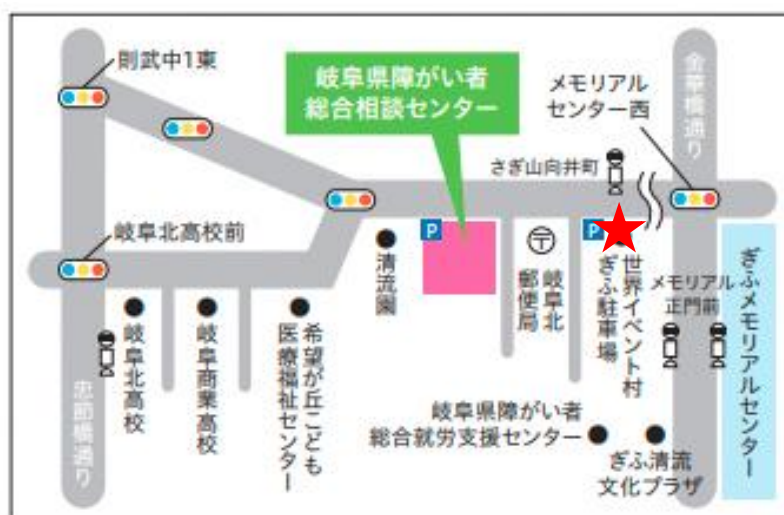 則武中1東
岐阜県障がい者
総合相談センター
メモリアル
センター西
金華橋通り
さぎ山向井町
岐阜北高校前
P
清流園
〒
岐阜北
郵便局
P
世界イベント村
ぎふ駐車場
メモリアル
正門前
ぎふメモリアルセンター
岐阜北高校
岐阜商業高校
希望が丘こども
医療福祉センター
忠節橋通り
岐阜県障がい者
総合就労支援センター
ぎふ清流
文化プラザ